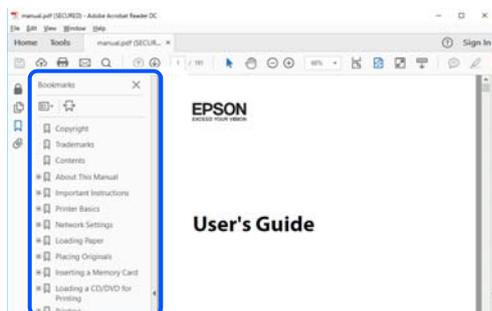 manual.pdf (SECURED) - Adobe Acrobat Reader DC
File Edit View Window Help
Home Tools manual.pdf (SECUR... × Sign In
1 / 191
Bookmarks
Copyright
Trademarks
Contents
About This Manual
Important Instructions
Printer Basics
Network Settings
Loading Paper
Placing Originals
Inserting a Memory Card
Loading a CD/DVD for
Printing
Printing
EPSON
EXCEED YOUR VISION
User's Guide